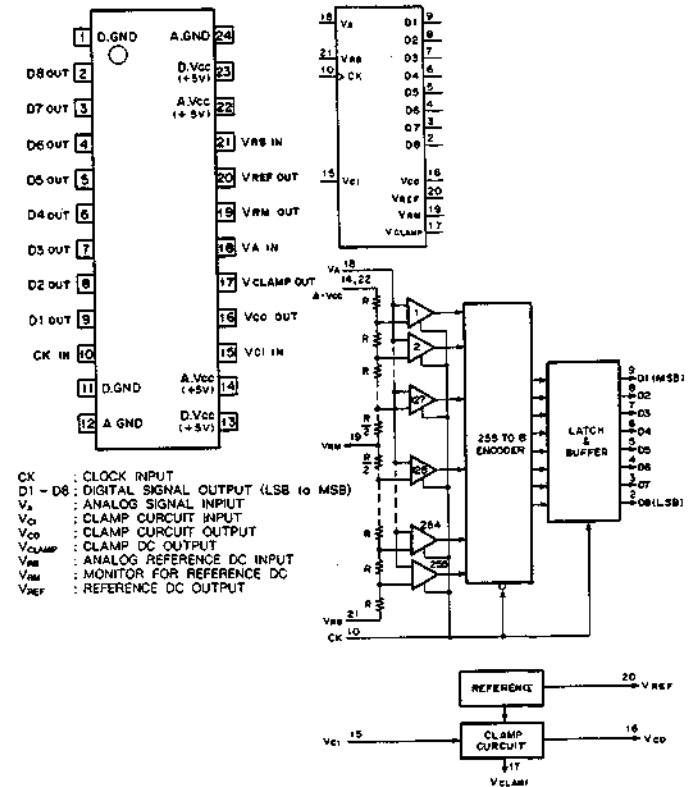 1 D.GND A.GND 24
D8 OUT 2 D.Vcc (+5V) 23
D7 OUT 3 A.Vcc (+5V) 22
D6 OUT 4 21 VRB IN
D5 OUT 5 20 VREF OUT
D4 OUT 6 19 VRM OUT
D3 OUT 7 18 VA IN
D2 OUT 8 17 VCLAMP OUT
D1 OUT 9 16 VCO OUT
CK IN 10 15 VCI IN
11 D.GND A.Vcc (+5V) 14
12 A GND D.Vcc (+5V) 13
18 VA D1 9
D2 8
21 VRB D3 7
10 CK D4 6
D5 5
D6 4
D7 3
D8 2
15 VCI VCO 16
VREF 20
VRM 19
VCLAMP 17
CK : CLOCK INPUT
D1 - D8 : DIGITAL SIGNAL OUTPUT (LSB to MSB)
VA : ANALOG SIGNAL INPUT
VCI : CLAMP CURCUIT INPUT
VCO : CLAMP CURCUIT OUTPUT
VCLAMP : CLAMP DC OUTPUT
VRB : ANALOG REFERENCE DC INPUT
VRM : MONITOR FOR REFERENCE DC
VREF : REFERENCE DC OUTPUT
VA 18
14,22
A-Vcc
R
1
R
2
R
127
R/2
19
VRM
R/2
128
R
254
R
255
R
VRB 21
CK 10
255 TO 8
ENCODER
LATCH
&
BUFFER
9 D1 (MSB)
8 D2
7 D3
6 D4
5 D5
4 D6
3 D7
2 D8 (LSB)
REFERENCE 20 VREF
VCI 15 CLAMP CURCUIT 16 VCO
17
VCLAMP